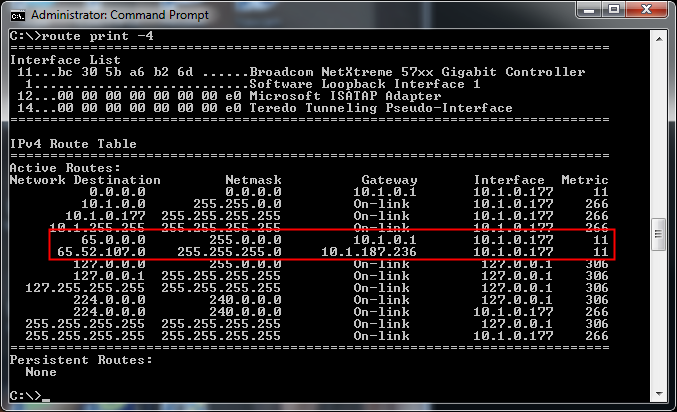 Administrator: Command Prompt
C:\>route print -4
===========================================================================
Interface List
 11...bc 30 5b a6 b2 6d ......Broadcom NetXtreme 57xx Gigabit Controller
  1...........................Software Loopback Interface 1
 12...00 00 00 00 00 00 00 e0 Microsoft ISATAP Adapter
 14...00 00 00 00 00 00 00 e0 Teredo Tunneling Pseudo-Interface
===========================================================================
IPv4 Route Table
===========================================================================
Active Routes:
Network Destination        Netmask          Gateway       Interface  Metric
          0.0.0.0          0.0.0.0         10.1.0.1       10.1.0.177     11
         10.1.0.0      255.255.0.0         On-link        10.1.0.177    266
       10.1.0.177  255.255.255.255         On-link        10.1.0.177    266
     10.1.255.255  255.255.255.255         On-link        10.1.0.177    266
         65.0.0.0        255.0.0.0         10.1.0.1       10.1.0.177     11
      65.52.107.0    255.255.255.0     10.1.187.236       10.1.0.177     11
        127.0.0.0        255.0.0.0         On-link         127.0.0.1    306
        127.0.0.1  255.255.255.255         On-link         127.0.0.1    306
  127.255.255.255  255.255.255.255         On-link         127.0.0.1    306
        224.0.0.0        240.0.0.0         On-link         127.0.0.1    306
        224.0.0.0        240.0.0.0         On-link        10.1.0.177    266
  255.255.255.255  255.255.255.255         On-link         127.0.0.1    306
  255.255.255.255  255.255.255.255         On-link        10.1.0.177    266
===========================================================================
Persistent Routes:
  None
C:\>_